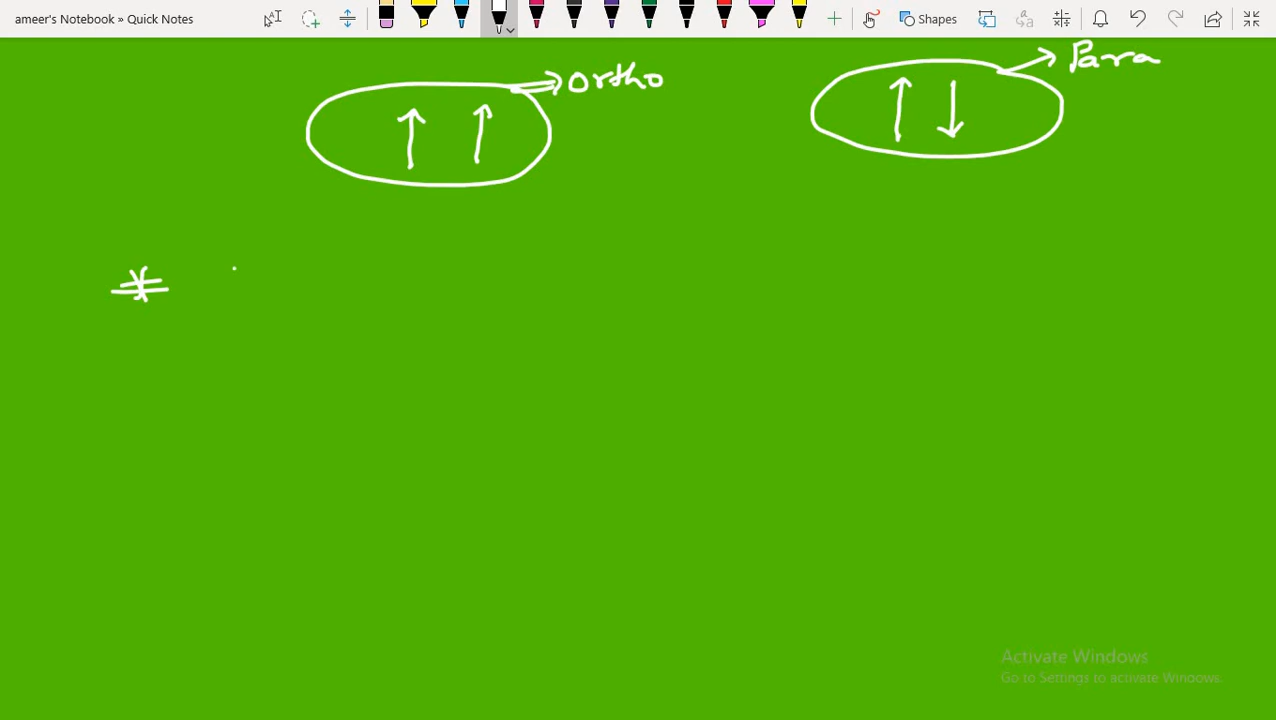 ameer's Notebook » Quick Notes
Shapes
Ortho
Para
*
Activate Windows
Go to Settings to activate Windows.